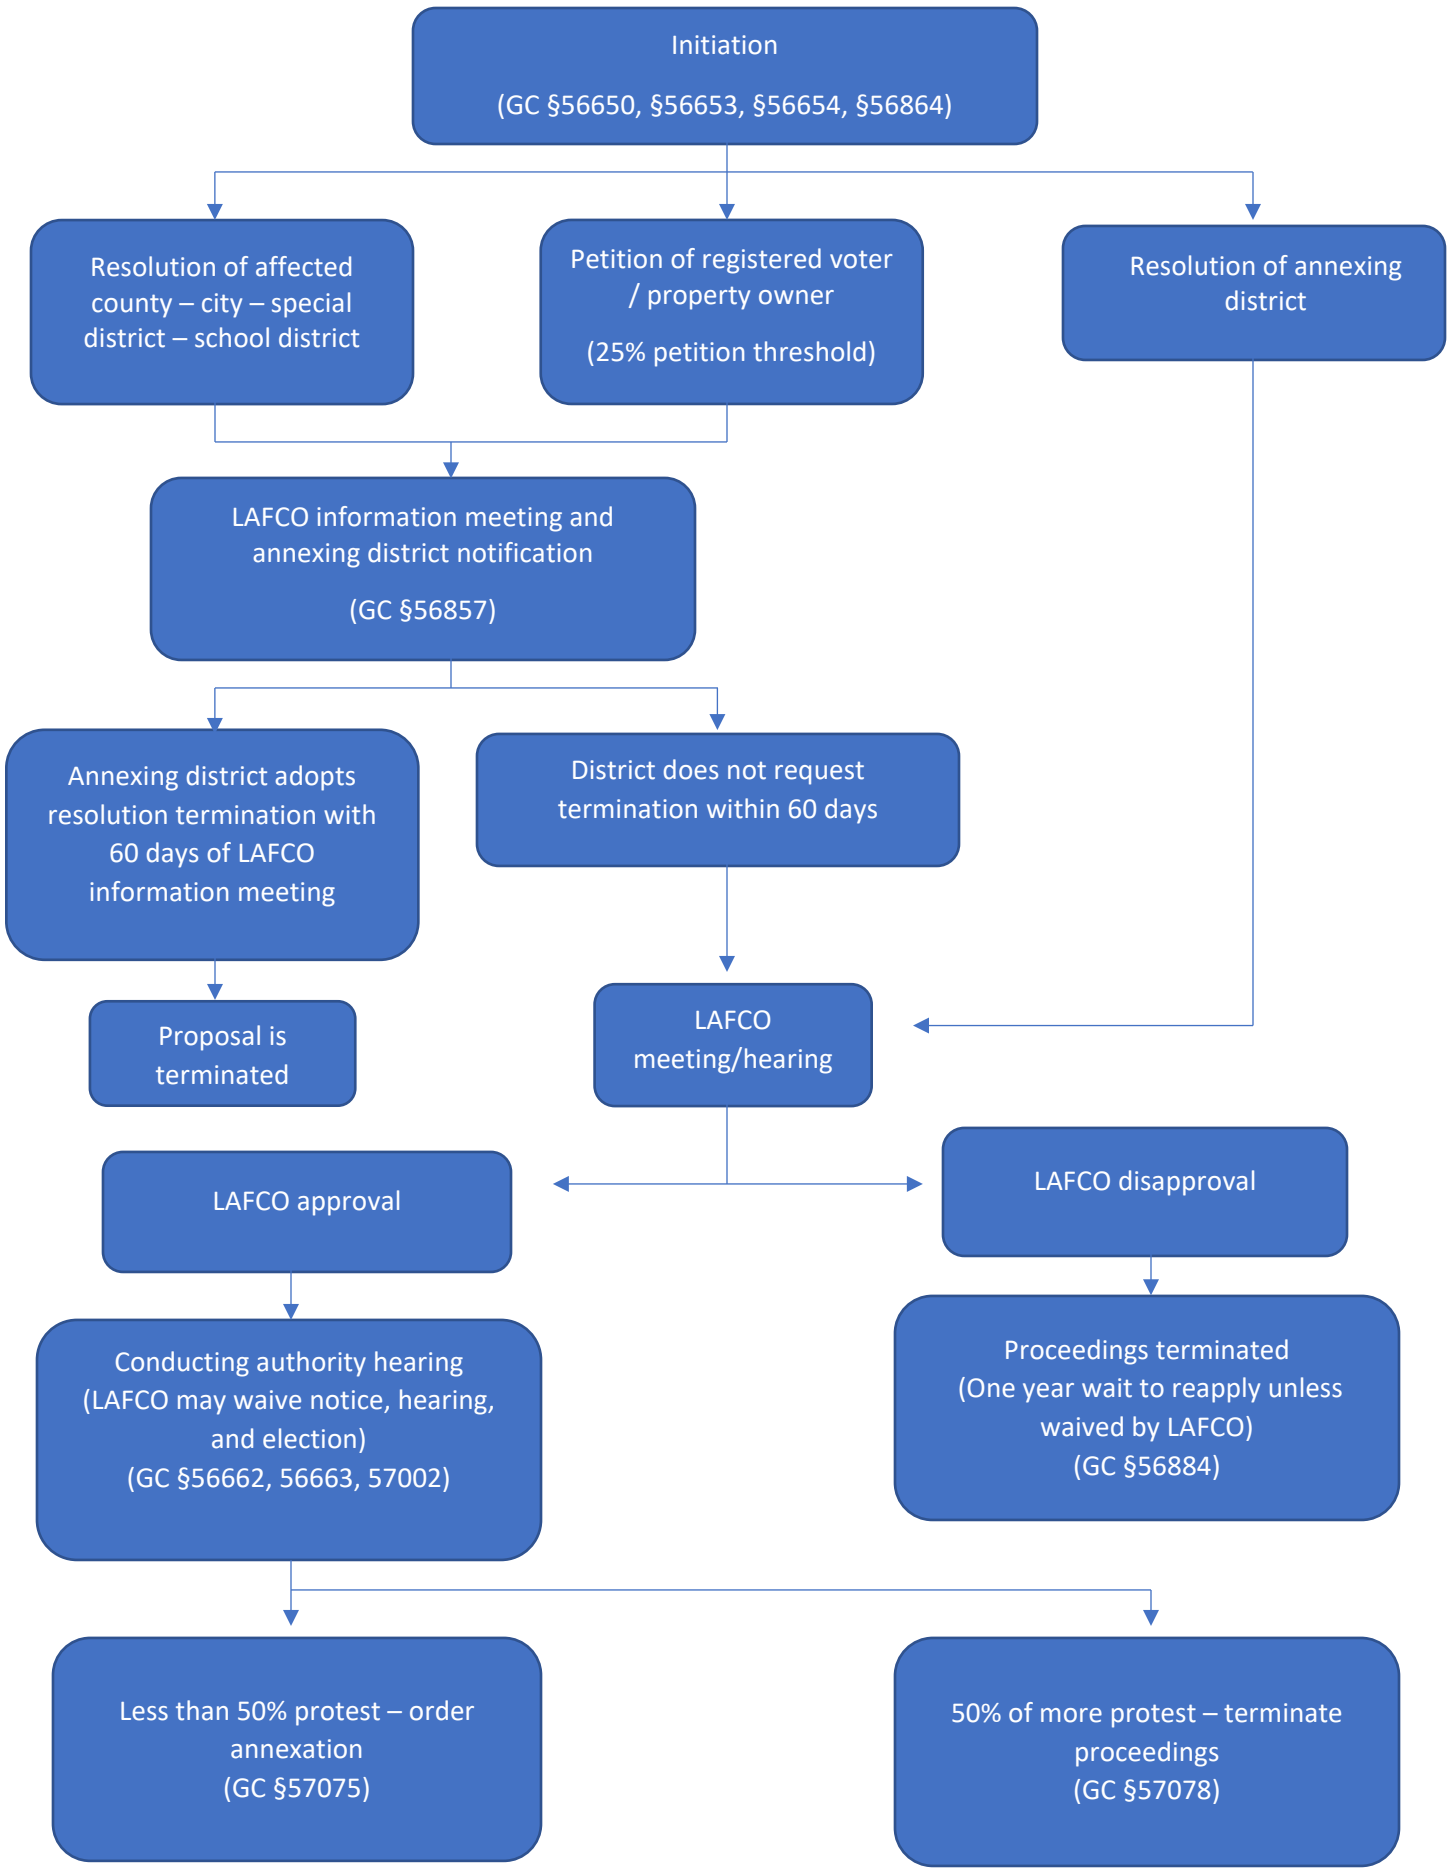 Initiation
(GC §56650, §56653, §56654, §56864)
Resolution of affected
county – city – special
district – school district
Petition of registered voter
/ property owner
(25% petition threshold)
Resolution of annexing
district
LAFCO information meeting and
annexing district notification
(GC §56857)
Annexing district adopts
resolution termination with
60 days of LAFCO
information meeting
District does not request
termination within 60 days
Proposal is
terminated
LAFCO
meeting/hearing
LAFCO approval
LAFCO disapproval
Conducting authority hearing
(LAFCO may waive notice, hearing,
and election)
(GC §56662, 56663, 57002)
Proceedings terminated
(One year wait to reapply unless
waived by LAFCO)
(GC §56884)
Less than 50% protest – order
annexation
(GC §57075)
50% of more protest – terminate
proceedings
(GC §57078)